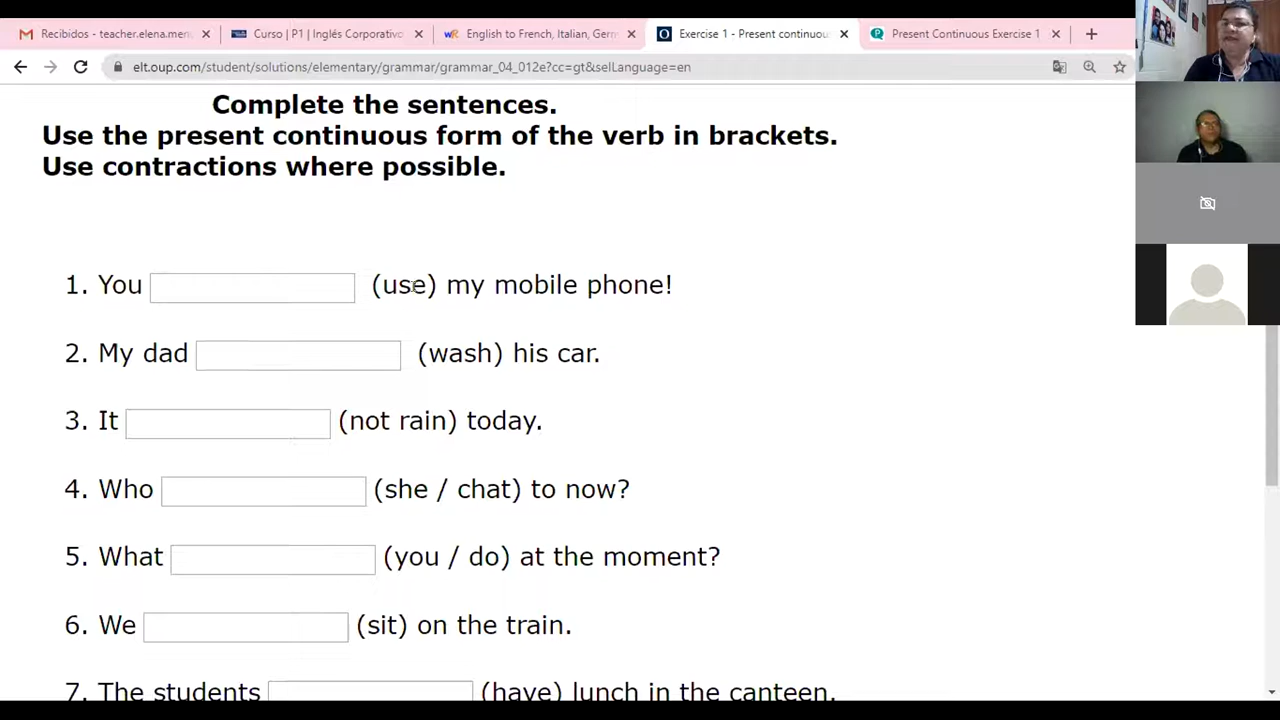 Recibidos - teacher.elena.men
Curso | P1 | Inglés Corporativo
English to French, Italian, Germ
Exercise 1 - Present continuous
Present Continuous Exercise 1
elt.oup.com/student/solutions/elementary/grammar/grammar_04_012e?cc=gt&selLanguage=en
Complete the sentences.
Use the present continuous form of the verb in brackets.
Use contractions where possible.
1. You (use) my mobile phone!
2. My dad (wash) his car.
3. It (not rain) today.
4. Who (she / chat) to now?
5. What (you / do) at the moment?
6. We (sit) on the train.
7. The students (have) lunch in the canteen.